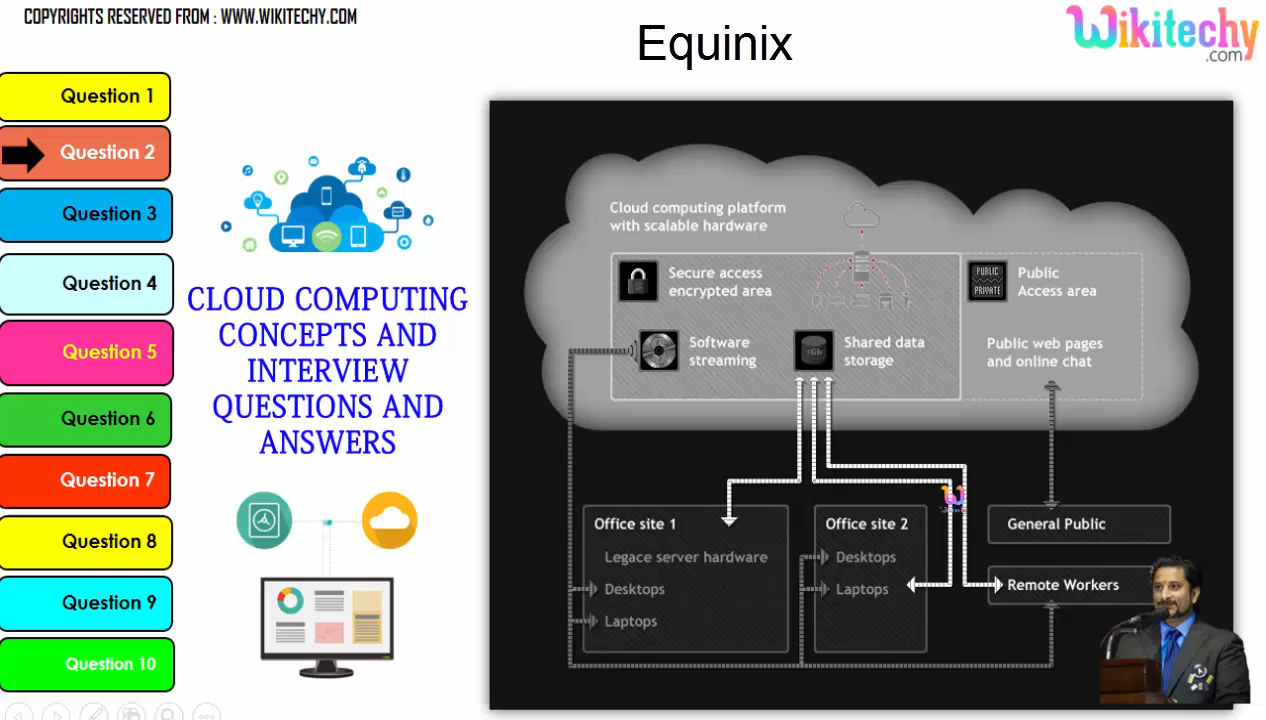 COPYRIGHTS RESERVED FROM : WWW.WIKITECHY.COM
Equinix
Wikitechy
.com
Question 1
Question 2
Question 3
Question 4
Question 5
Question 6
Question 7
Question 8
Question 9
Question 10
CLOUD COMPUTING
CONCEPTS AND
INTERVIEW
QUESTIONS AND
ANSWERS
Cloud computing platform
with scalable hardware
Secure access
encrypted area
PUBLIC
PRIVATE
Public
Access area
Software
streaming
Shared data
storage
Public web pages
and online chat
Office site 1
Legace server hardware
Desktops
Laptops
Office site 2
Desktops
Laptops
General Public
Remote Workers